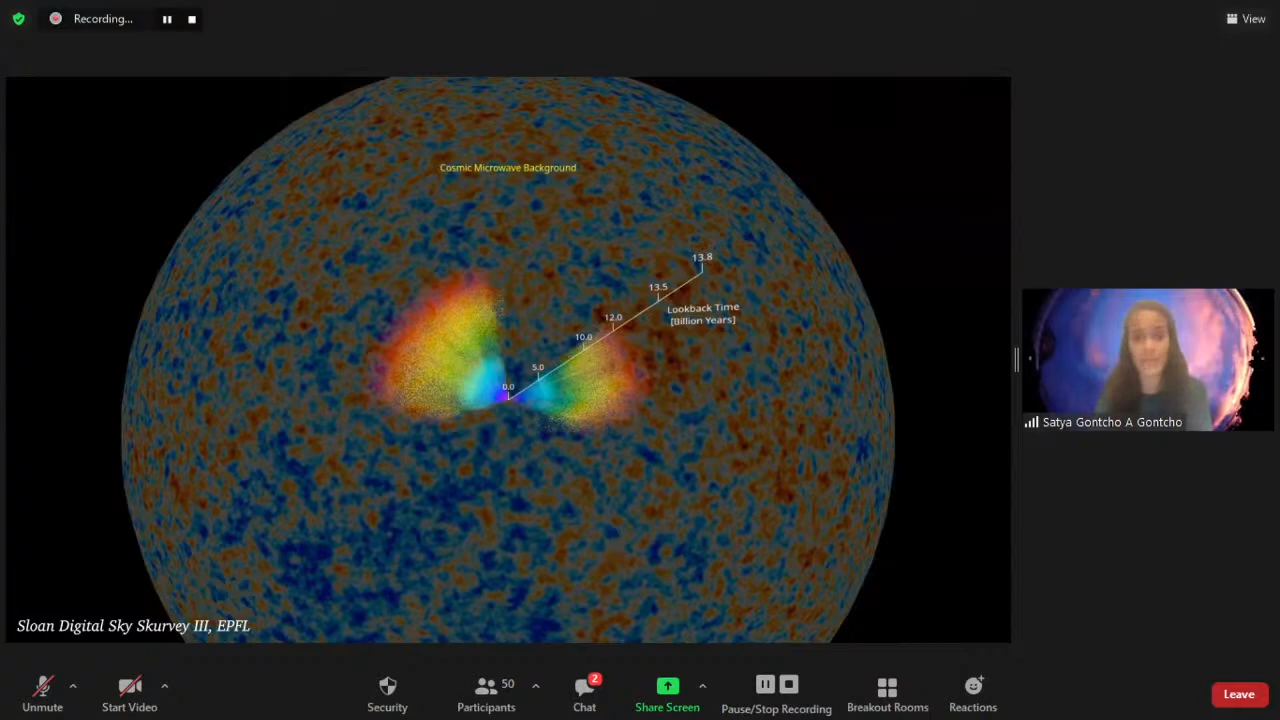 Recording...
View
Cosmic Microwave Background
13.8
13.5
Lookback Time
[Billion Years]
12.0
10.0
5.0
0.0
Satya Gontcho A Gontcho
Sloan Digital Sky Skurvey III, EPFL
Unmute
Start Video
Security
Participants
50
Chat
2
Share Screen
Pause/Stop Recording
Breakout Rooms
Reactions
Leave